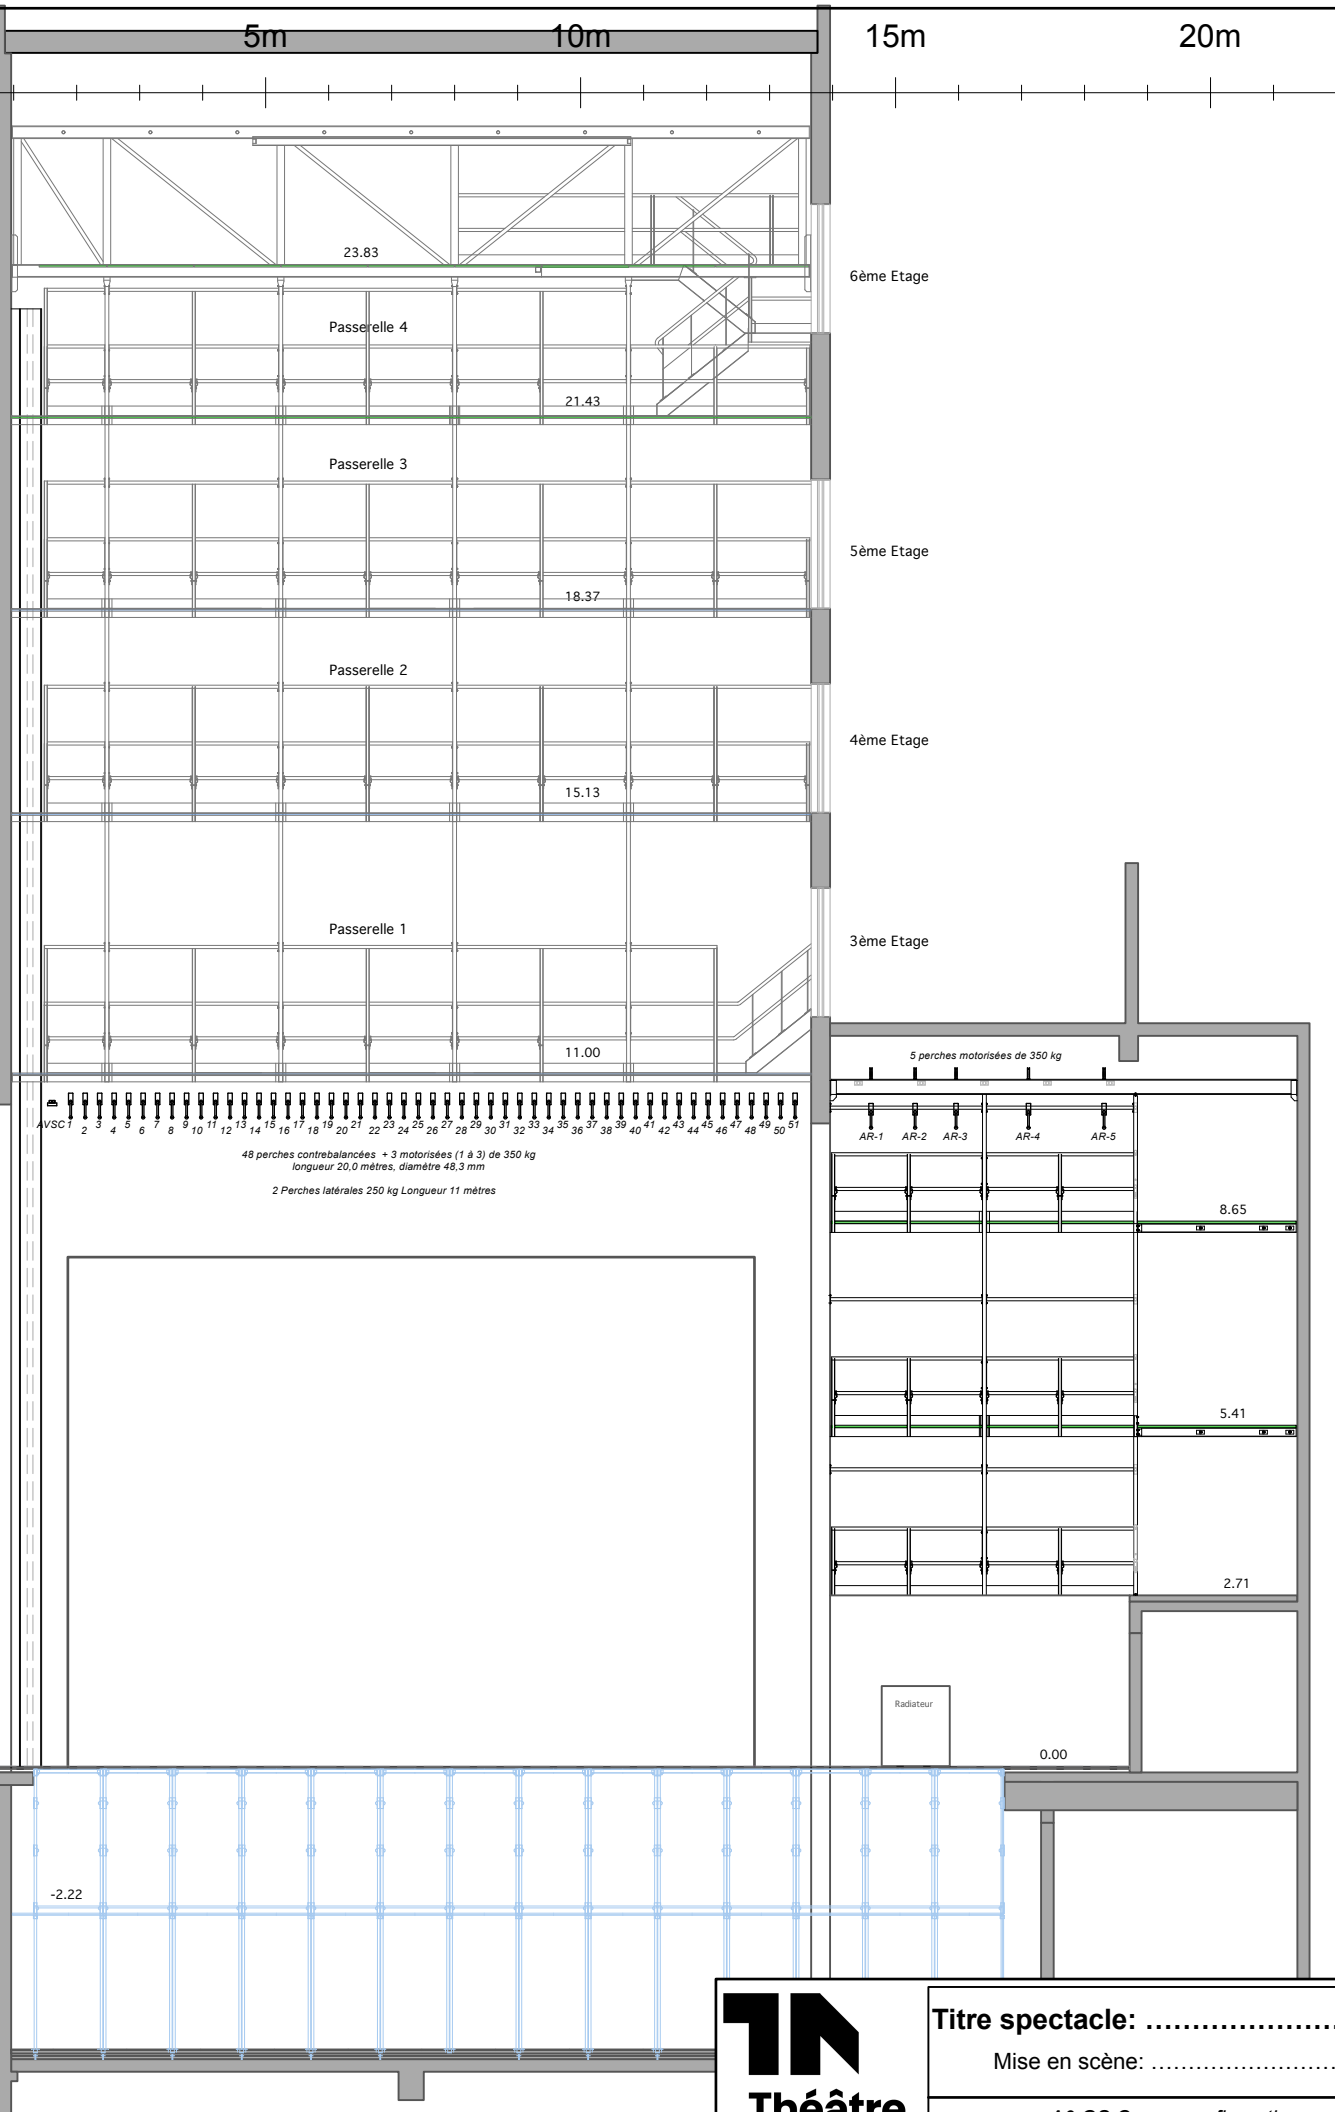 5m 10m 15m 20m
23.83
6ème Etage
Passerelle 4
21.43
Passerelle 3
5ème Etage
18.37
Passerelle 2
4ème Etage
15.13
Passerelle 1
3ème Etage
11.00
5 perches motorisées de 350 kg
AVSC 1 2 3 4 5 6 7 8 9 10 11 12 13 14 15 16 17 18 19 20 21 22 23 24 25 26 27 28 29 30 31 32 33 34 35 36 37 38 39 40 41 42 43 44 45 46 47 48 49 50 51
AR-1 AR-2 AR-3 AR-4 AR-5
48 perches contrebalancées + 3 motorisées (1 à 3) de 350 kg
longueur 20,0 mètres, diamétre 48,3 mm
2 Perches latérales 250 kg Longueur 11 mètres
8.65
5.41
2.71
Radiateur
0.00
-2.22
TN
Théâtre
Titre spectacle: .....................
Mise en scène: ............................